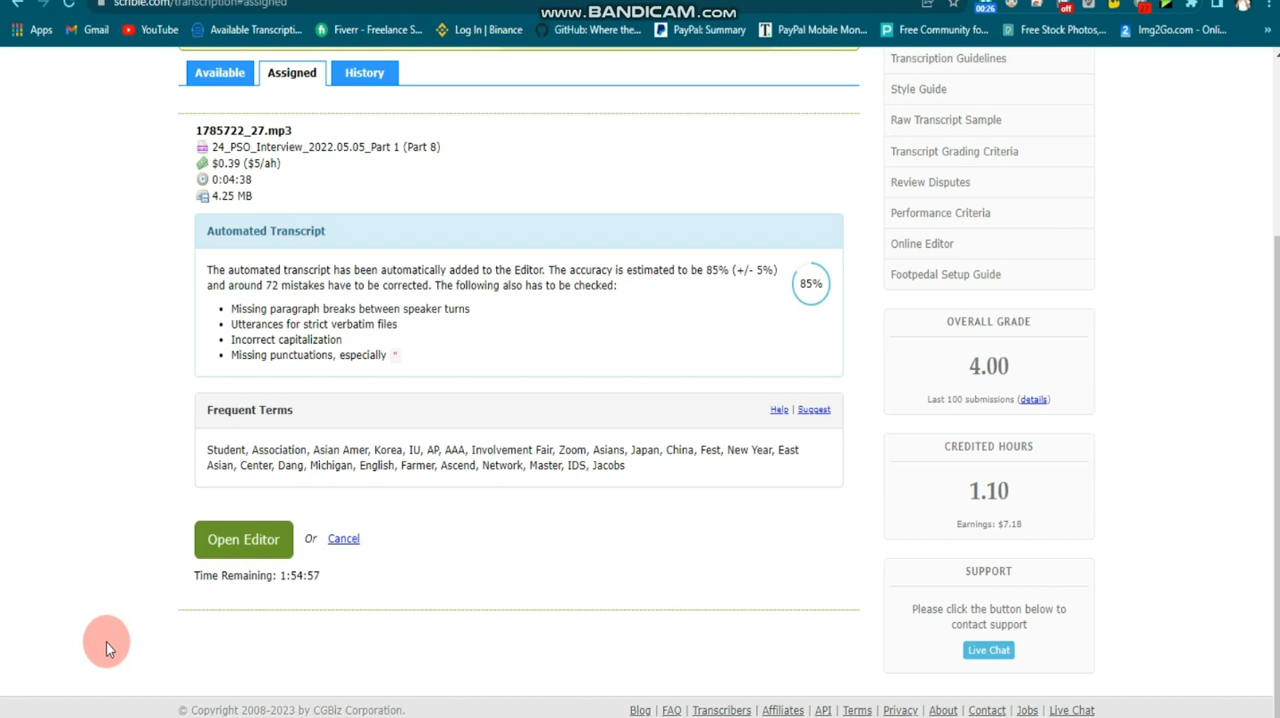 www.BANDICAM.com
scribie.com/transcription#assigned
00:26
off
Apps
Gmail
YouTube
Available Transcripti...
Fiverr - Freelance S...
Log In | Binance
GitHub: Where the...
PayPal: Summary
PayPal Mobile Mon...
Free Community fo...
Free Stock Photos,...
Img2Go.com - Onli...
»
Available
Assigned
History
1785722_27.mp3
24_PSO_Interview_2022.05.05_Part 1 (Part 8)
$0.39 ($5/ah)
0:04:38
4.25 MB
Automated Transcript
The automated transcript has been automatically added to the Editor. The accuracy is estimated to be 85% (+/- 5%)
and around 72 mistakes have to be corrected. The following also has to be checked:
85%
• Missing paragraph breaks between speaker turns
• Utterances for strict verbatim files
• Incorrect capitalization
• Missing punctuations, especially "
Frequent Terms
Help | Suggest
Student, Association, Asian Amer, Korea, IU, AP, AAA, Involvement Fair, Zoom, Asians, Japan, China, Fest, New Year, East
Asian, Center, Dang, Michigan, English, Farmer, Ascend, Network, Master, IDS, Jacobs
Open Editor Or Cancel
Time Remaining: 1:54:57
Transcription Guidelines
Style Guide
Raw Transcript Sample
Transcript Grading Criteria
Review Disputes
Performance Criteria
Online Editor
Footpedal Setup Guide
OVERALL GRADE
4.00
Last 100 submissions (details)
CREDITED HOURS
1.10
Earnings: $7.18
SUPPORT
Please click the button below to
contact support
Live Chat
© Copyright 2008-2023 by CGBiz Corporation.
Blog | FAQ | Transcribers | Affiliates | API | Terms | Privacy | About | Contact | Jobs | Live Chat